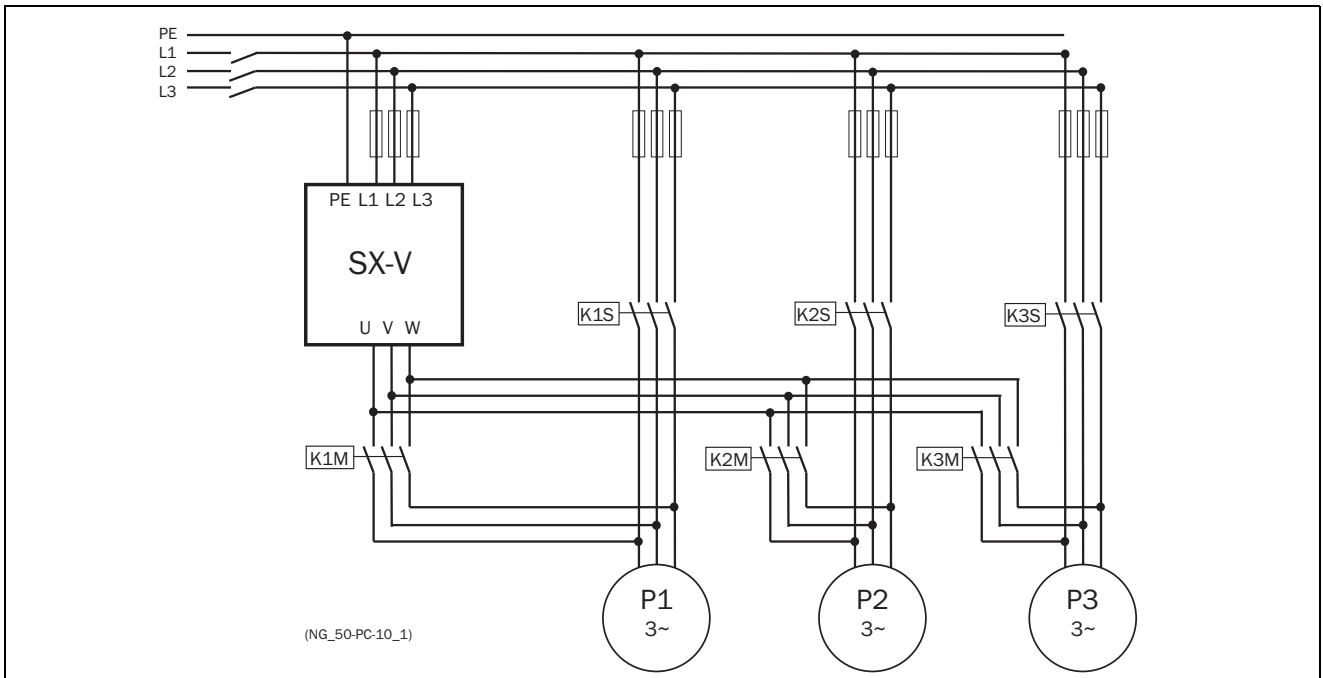 PE
L1
L2
L3
PE L1 L2 L3
SX-V
U V W
K1S
K2S
K3S
K1M
K2M
K3M
P1
3~
P2
3~
P3
3~
(NG_50-PC-10_1)